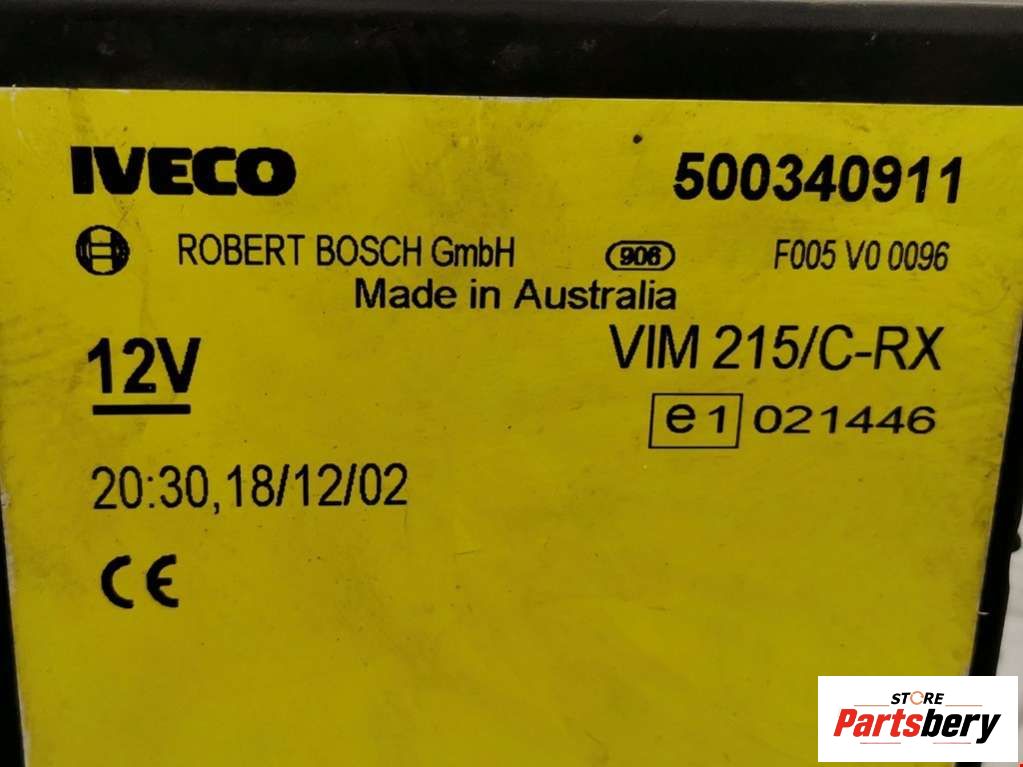 IVECO 500340911
ROBERT BOSCH GmbH 906 F005 V0 0096
Made in Australia
12V VIM 215/C-RX
e1 021446
20:30,18/12/02
CE
STORE
Partsbery